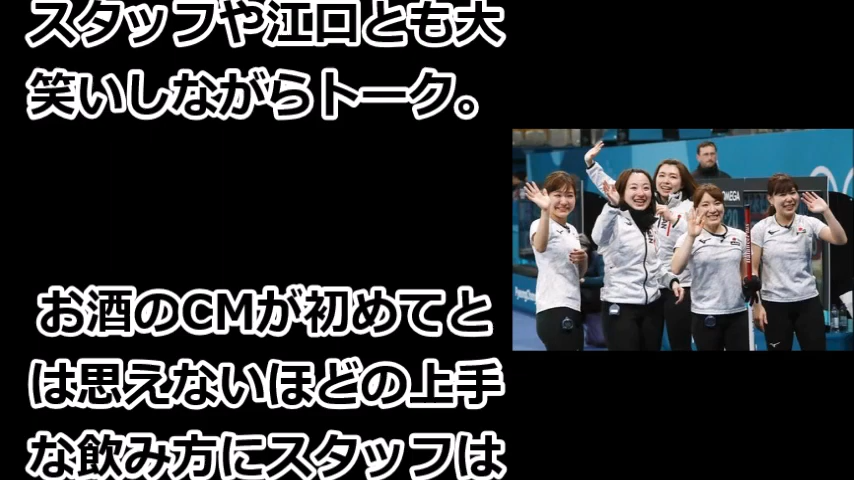 スタッフや江口とも大
笑いしながらトーク。
お酒のCMが初めてと
は思えないほどの上手
な飲み方にスタッフは
OMEGA